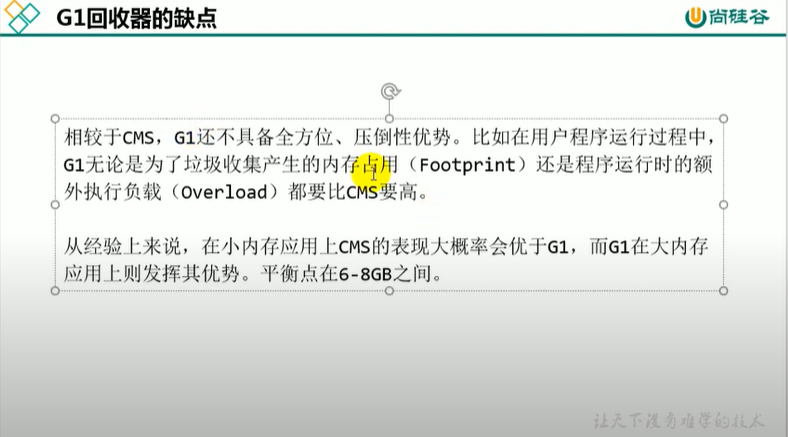 G1回收器的缺点
尚硅谷
相较于CMS，G1还不具备全方位、压倒性优势。比如在用户程序运行过程中，
G1无论是为了垃圾收集产生的内存占用（Footprint）还是程序运行时的额
外执行负载（Overload）都要比CMS要高。
从经验上来说，在小内存应用上CMS的表现大概率会优于G1，而G1在大内存
应用上则发挥其优势。平衡点在6-8GB之间。
让天下没有难学的技术